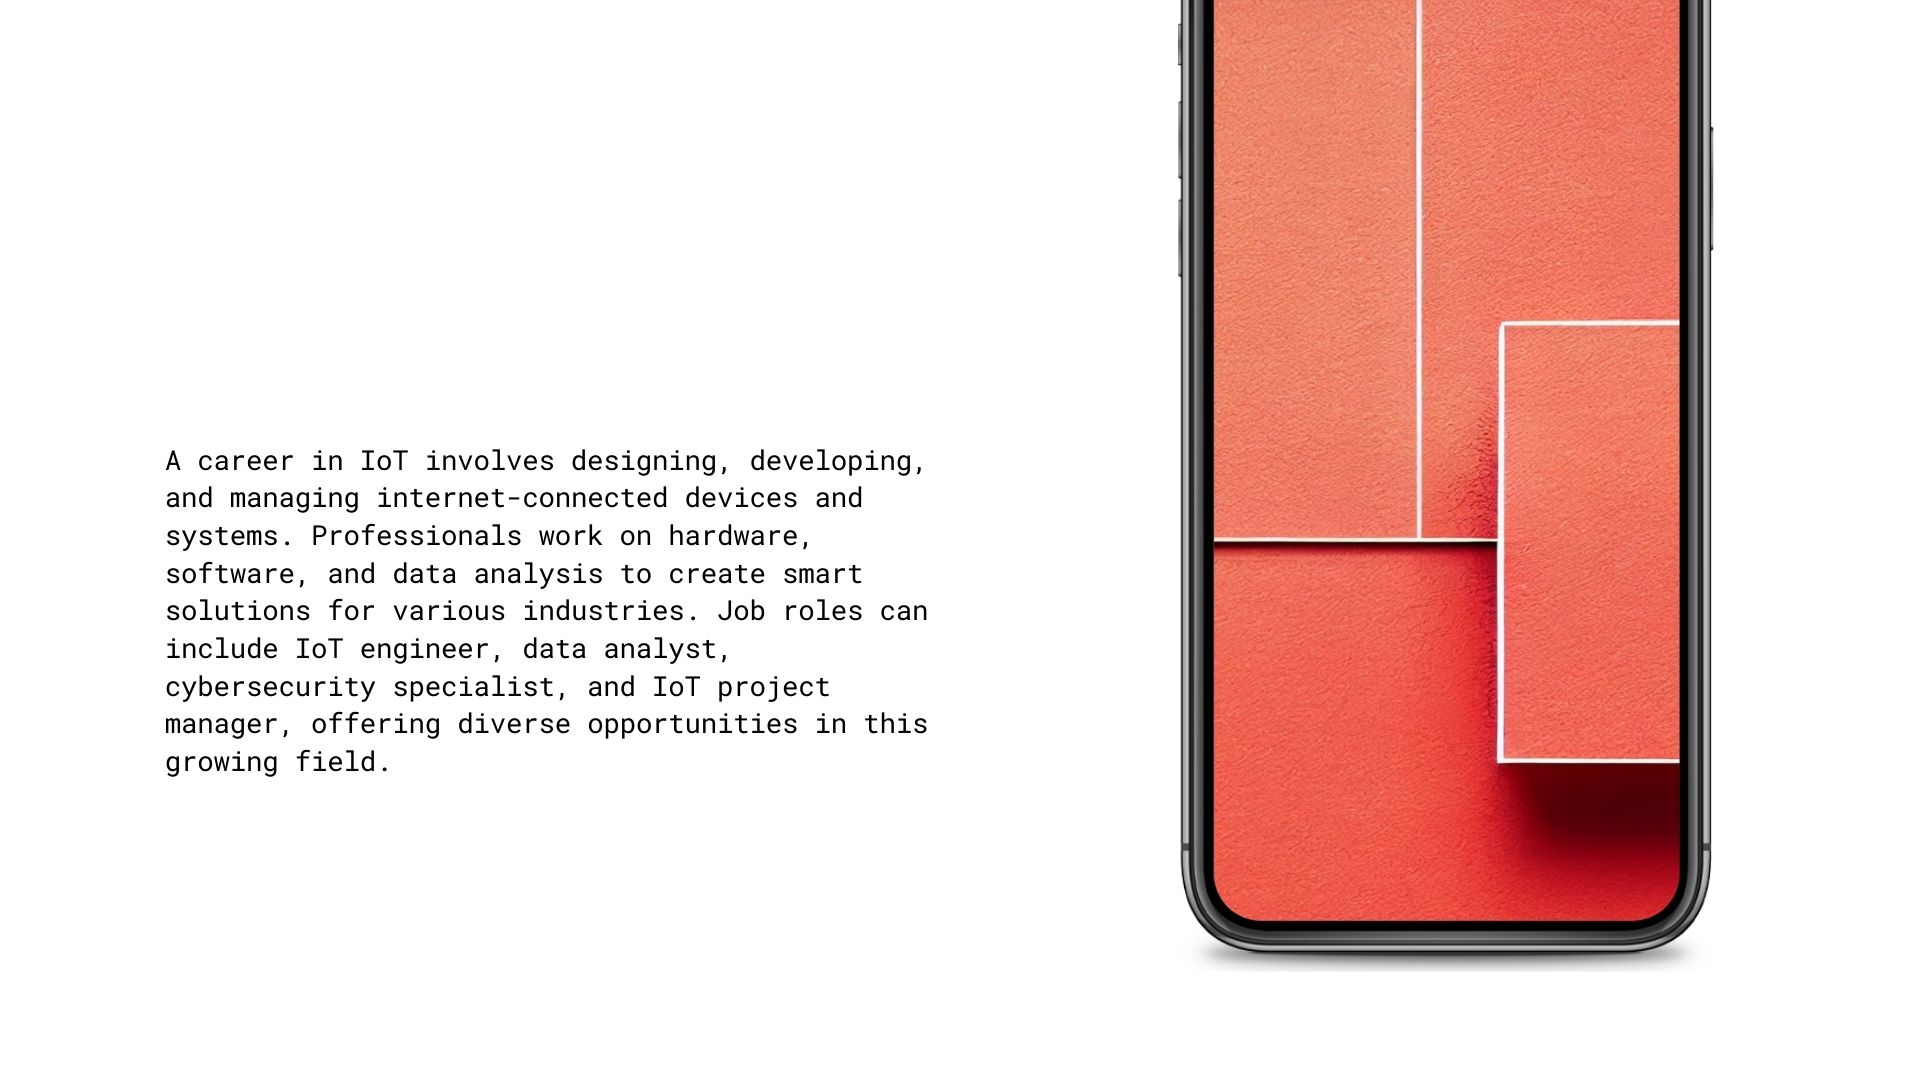 A career in IoT involves designing, developing,
and managing internet-connected devices and
systems. Professionals work on hardware,
software, and data analysis to create smart
solutions for various industries. Job roles can
include IoT engineer, data analyst,
cybersecurity specialist, and IoT project
manager, offering diverse opportunities in this
growing field.